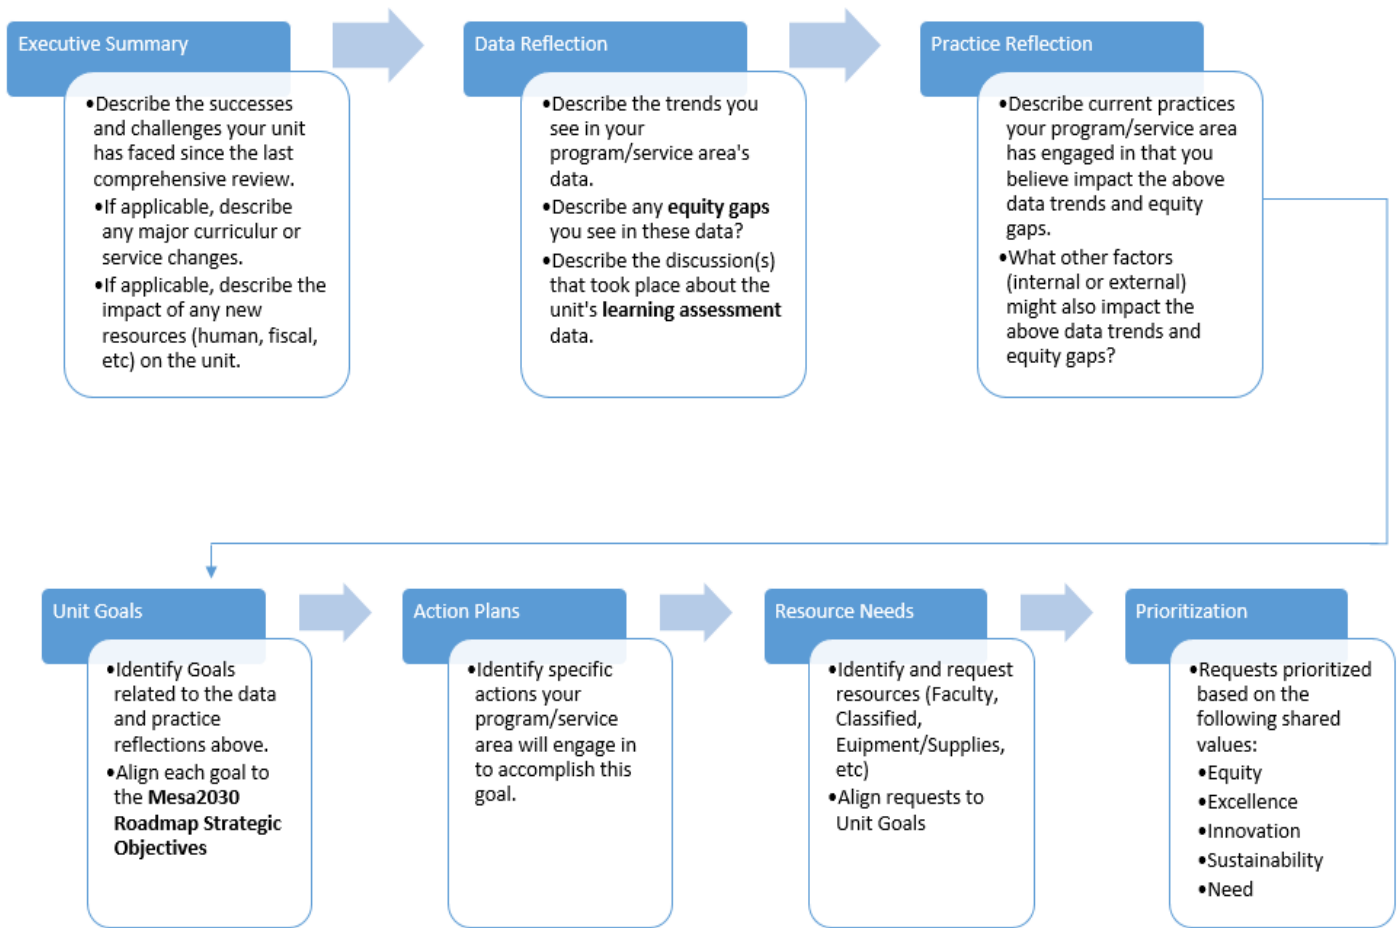 Executive Summary
•Describe the successes
and challenges your unit
has faced since the last
comprehensive review.
•If applicable, describe
any major curriculur or
service changes.
•If applicable, describe the
impact of any new
resources (human, fiscal,
etc) on the unit.
Data Reflection
•Describe the trends you
see in your
program/service area's
data.
•Describe any equity gaps
you see in these data?
•Describe the discussion(s)
that took place about the
unit's learning assessment
data.
Practice Reflection
•Describe current practices
your program/service area
has engaged in that you
believe impact the above
data trends and equity
gaps.
•What other factors
(internal or external)
might also impact the
above data trends and
equity gaps?
Unit Goals
•Identify Goals
related to the data
and practice
reflections above.
•Align each goal to
the Mesa2030
Roadmap Strategic
Objectives
Action Plans
•Identify specific
actions your
program/service
area will engage in
to accomplish this
goal.
Resource Needs
•Identify and request
resources (Faculty,
Classified,
Euipment/Supplies,
etc)
•Align requests to
Unit Goals
Prioritization
•Requests prioritized
based on the
following shared
values:
•Equity
•Excellence
•Innovation
•Sustainability
•Need